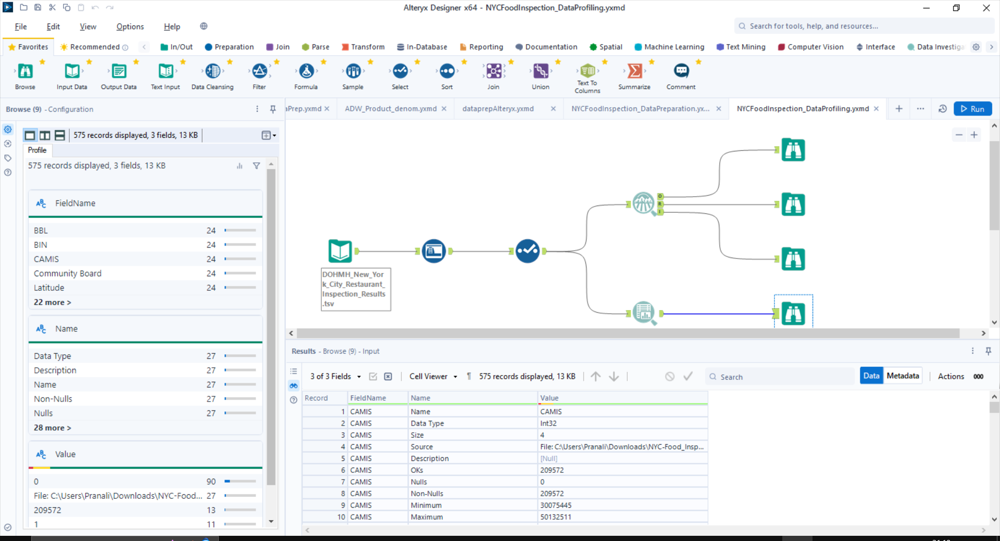 Alteryx Designer x64 - NYCFoodInspection_DataProfiling.yxmd
File Edit View Options Help
Search for tools, help, and resources...
Favorites Recommended In/Out Preparation Join Parse Transform In-Database Reporting Documentation Spatial Machine Learning Text Mining Computer Vision Interface Data Investiga
Browse Input Data Output Data Text Input Data Cleansing Filter Formula Sample Select Sort Join Union Text To Columns Summarize Comment
Browse (9) - Configuration
aPrep.yxmd ADW_Product_denom.yxmd dataprepAlteryx.yxmd NYCFoodInspection_DataPreparation.yx... NYCFoodInspection_DataProfiling.yxmd Run
575 records displayed, 3 fields, 13 KB
Profile
575 records displayed, 3 fields, 13 KB
FieldName
BBL 24
BIN 24
CAMIS 24
Community Board 24
Latitude 24
22 more >
Name
Data Type 27
Description 27
Name 27
Non-Nulls 27
Nulls 27
28 more >
Value
0 90
File: C:\Users\Pranali\Downloads\NYC-Food... 27
209572 13
1 11
O
R
I
DOHMH_New_Yor
k_City_Restaurant_
Inspection_Results
.tsv
Results - Browse (9) - Input
3 of 3 Fields Cell Viewer 575 records displayed, 13 KB Search Data Metadata Actions 000
Record FieldName Name Value
1 CAMIS Name CAMIS
2 CAMIS Data Type Int32
3 CAMIS Size 4
4 CAMIS Source File: C:\Users\Pranali\Downloads\NYC-Food_Insp...
5 CAMIS Description [Null]
6 CAMIS OKs 209572
7 CAMIS Nulls 0
8 CAMIS Non-Nulls 209572
9 CAMIS Minimum 30075445
10 CAMIS Maximum 50132511